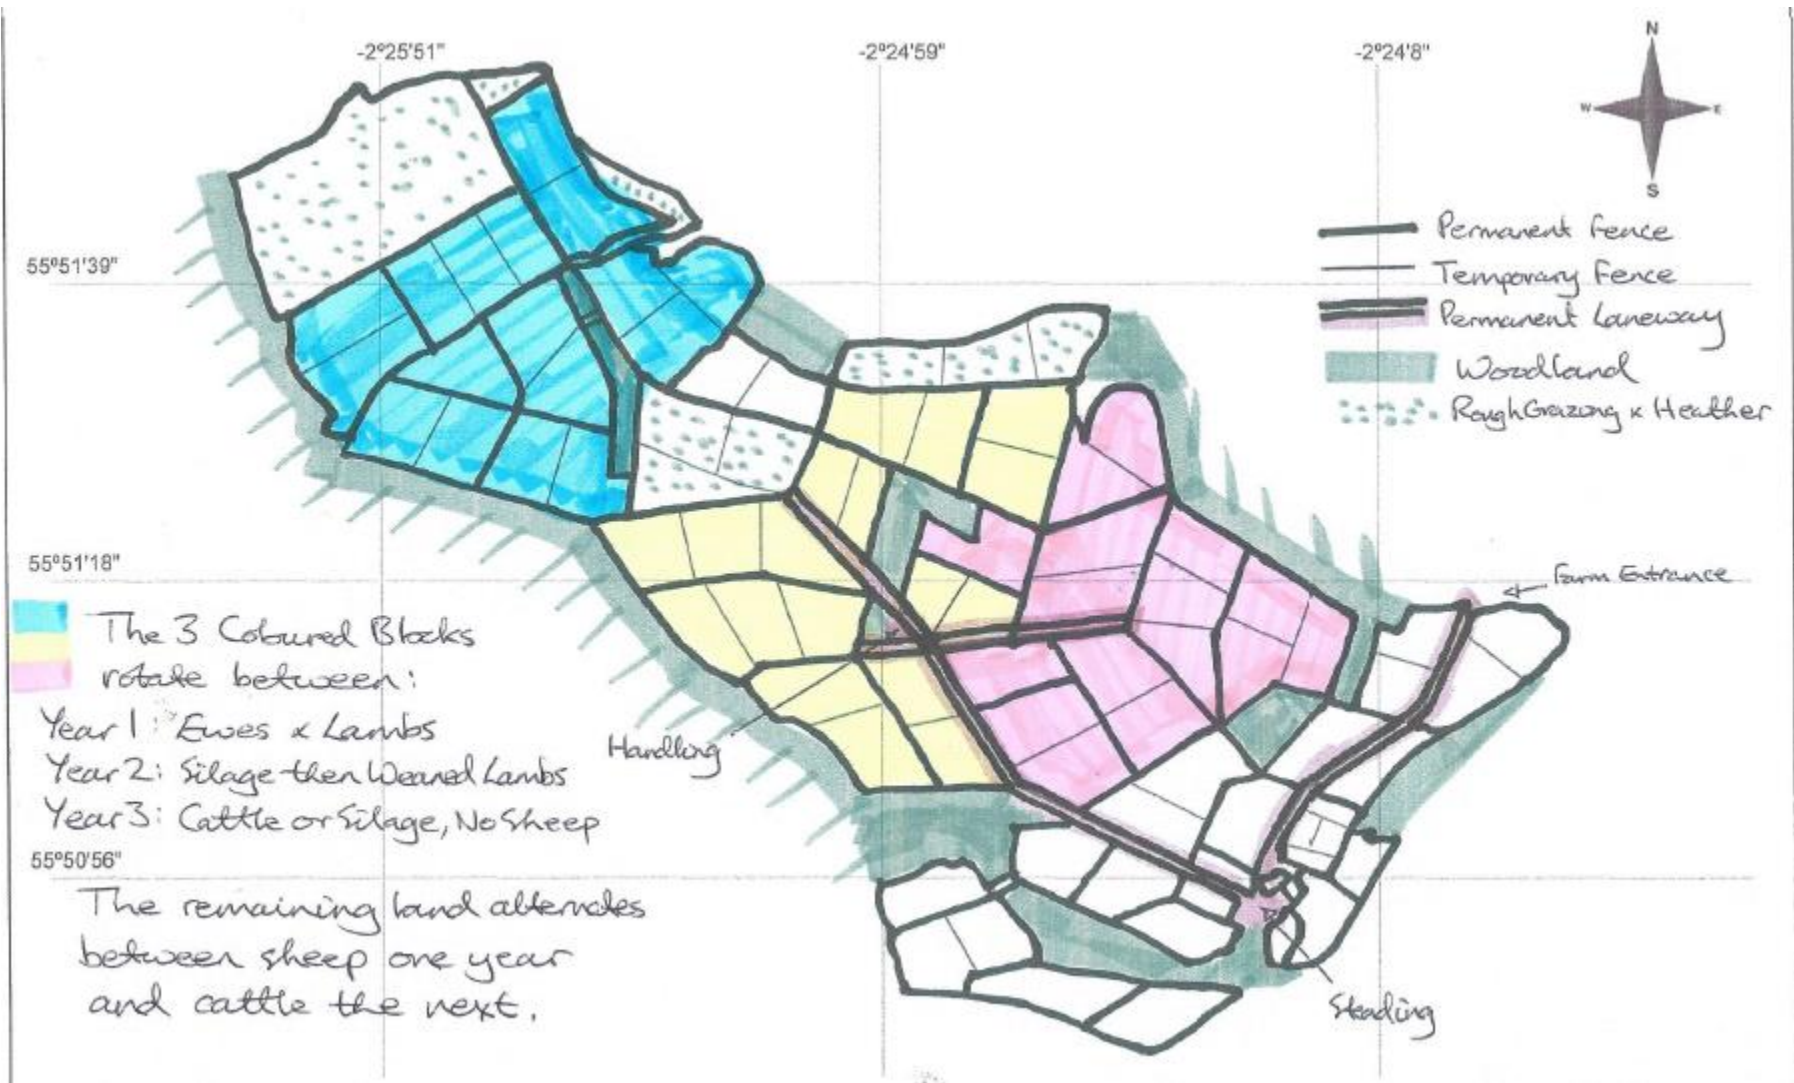 -2°25'51"
-2°24'59"
-2°24'8"
N
W
E
S
Permanent Fence
Temporary Fence
Permanent Laneway
Woodland
Rough Grazing x Heather
55°51'39"
55°51'18"
Farm Entrance
The 3 Coloured Blocks
rotate between:
Year 1: Ewes x Lambs
Year 2: Silage then Weaned Lambs
Year 3: Cattle or Silage, No Sheep
Handling
55°50'56"
The remaining land alternates
between sheep one year
and cattle the next.
Steading